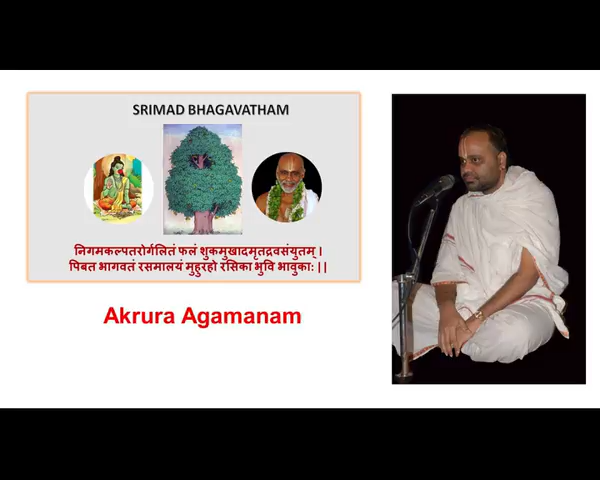 SRIMAD BHAGAVATHAM
निगमकल्पतरोर्गलितं फलं शुकमुखादमृतद्रवसंयुतम् ।
पिबत भागवतं रसमालयं मुहुरहो रसिका भुवि भावुकाः ||
Akrura Agamanam